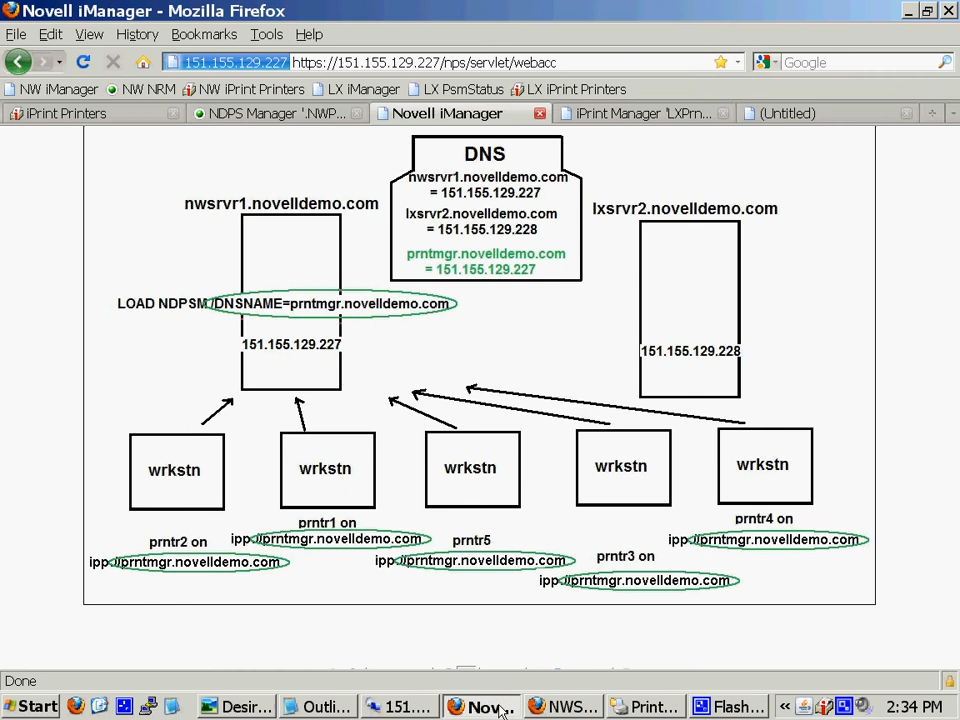 Novell iManager - Mozilla Firefox
File Edit View History Bookmarks Tools Help
151.155.129.227 https://151.155.129.227/nps/servlet/webacc
Google
NW iManager NW NRM NW iPrint Printers LX iManager LX PsmStatus LX iPrint Printers
iPrint Printers NDPS Manager '.NWP... Novell iManager iPrint Manager 'LXPrn... (Untitled)
DNS
nwsrvr1.novelldemo.com
= 151.155.129.227
lxsrvr2.novelldemo.com
= 151.155.129.228
prntmgr.novelldemo.com
= 151.155.129.227
nwsrvr1.novelldemo.com
lxsrvr2.novelldemo.com
LOAD NDPSM /DNSNAME=prntmgr.novelldemo.com
151.155.129.227
151.155.129.228
wrkstn wrkstn wrkstn wrkstn wrkstn
prntr2 on
ipp://prntmgr.novelldemo.com
prntr1 on
ipp://prntmgr.novelldemo.com
prntr5
ipp://prntmgr.novelldemo.com
prntr3 on
ipp://prntmgr.novelldemo.com
prntr4 on
ipp://prntmgr.novelldemo.com
Done
Start Desir... Outli... 151.... Nov... NWS... Print... Flash... « 2:34 PM